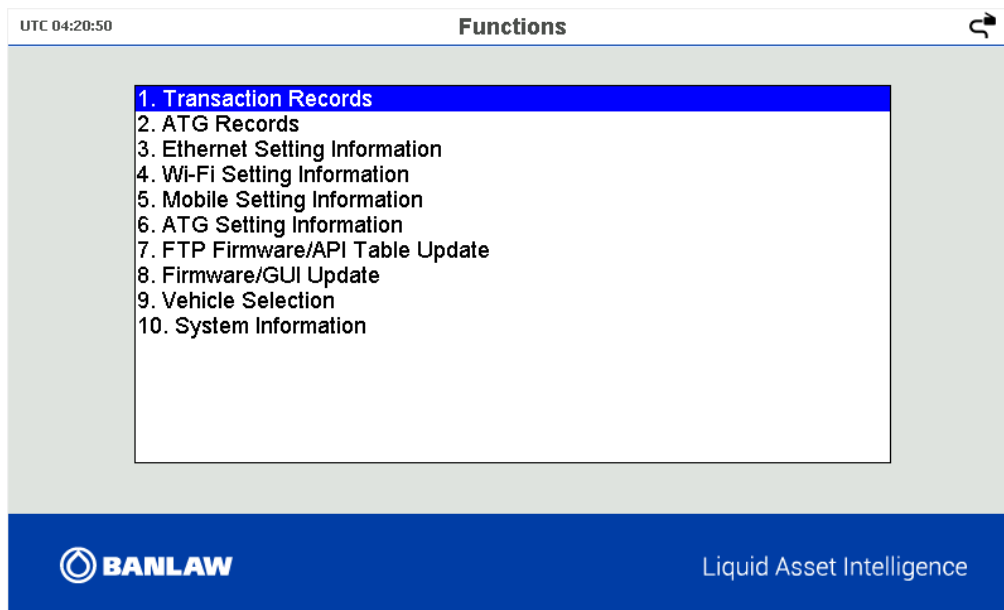 UTC 04:20:50
Functions
1. Transaction Records
2. ATG Records
3. Ethernet Setting Information
4. Wi-Fi Setting Information
5. Mobile Setting Information
6. ATG Setting Information
7. FTP Firmware/API Table Update
8. Firmware/GUI Update
9. Vehicle Selection
10. System Information
BANLAW
Liquid Asset Intelligence